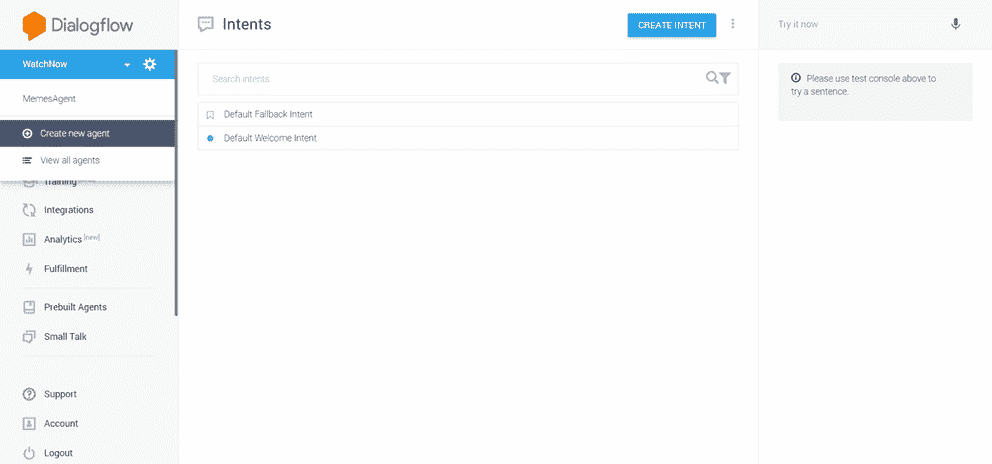 Dialogflow
WatchNow
MemesAgent
Create new agent
View all agents
Training
Integrations
Analytics [new]
Fulfillment
Prebuilt Agents
Small Talk
Support
Account
Logout
Intents
CREATE INTENT
Search intents
Default Fallback Intent
Default Welcome Intent
Try it now
Please use test console above to
try a sentence.